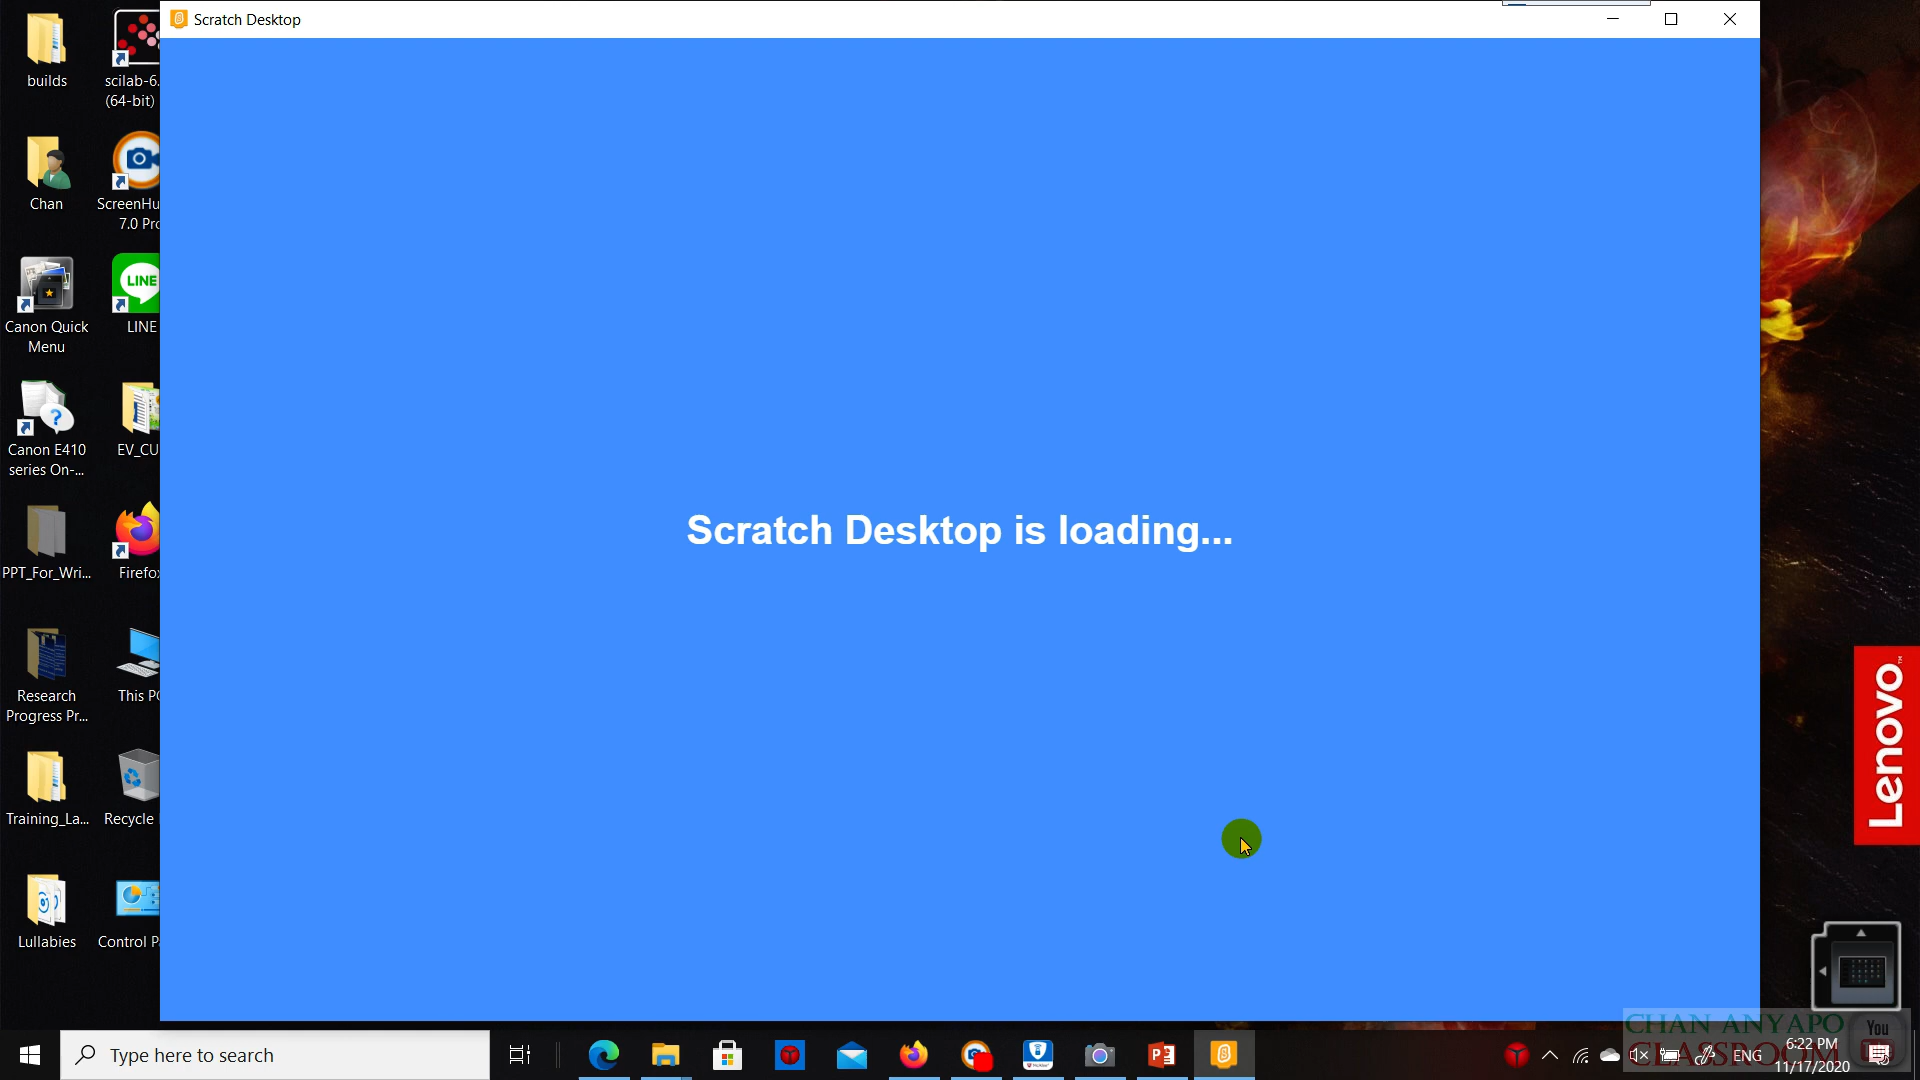 Scratch Desktop
builds
scilab-6.
(64-bit)
Chan
ScreenHu
7.0 Pro
Canon Quick
Menu
LINE
LINE
Canon E410
series On-...
EV_CU
PPT_For_Wri...
Firefo
Research
Progress Pr...
This PC
Training_La...
Recycle
Lullabies
Control P
Scratch Desktop is loading...
Lenovo
CHAN ANYAPO
CLASSROOM
You
Type here to search
ENG
6:22 PM
11/17/2020